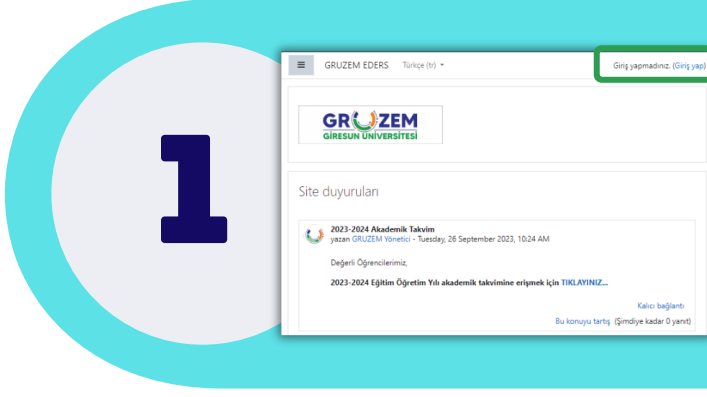 1
GRUZEM EDERS Türkçe (tr)
Giriş yapmadınız. (Giriş yap)
GRUZEM
GİRESUN ÜNİVERSİTESİ
Site duyuruları
2023-2024 Akademik Takvim
yazan GRUZEM Yönetici - Tuesday, 26 September 2023, 10:24 AM
Değerli Öğrencilerimiz,
2023-2024 Eğitim Öğretim Yılı akademik takvimine erişmek için TIKLAYINIZ...
Kalıcı bağlantı
Bu konuyu tartış (Şimdiye kadar 0 yanıt)